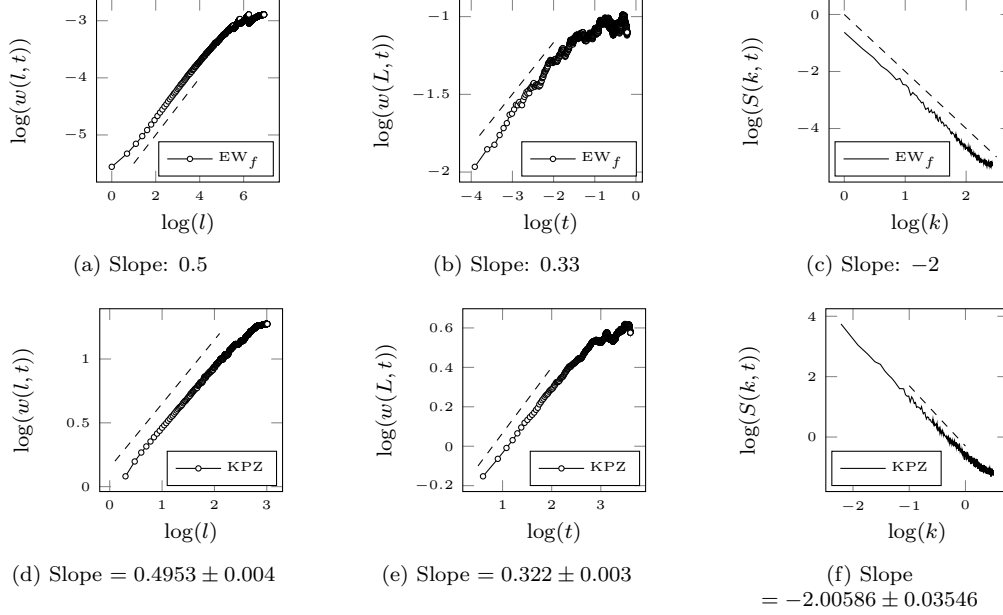 −3
−4
−5
0
2
4
6
log(w(l, t))
log(l)
EW_f
(a) Slope: 0.5
−1
−1.5
−2
−4
−3
−2
−1
0
log(w(L, t))
log(t)
EW_f
(b) Slope: 0.33
0
−2
−4
0
1
2
log(S(k, t))
log(k)
EW_f
(c) Slope: −2
1
0.5
0
0
1
2
3
log(w(l, t))
log(l)
KPZ
(d) Slope = 0.4953 ± 0.004
0.6
0.4
0.2
0
−0.2
1
2
3
log(w(L, t))
log(t)
KPZ
(e) Slope = 0.322 ± 0.003
4
2
0
−2
−1
0
log(S(k, t))
log(k)
KPZ
(f) Slope
= −2.00586 ± 0.03546